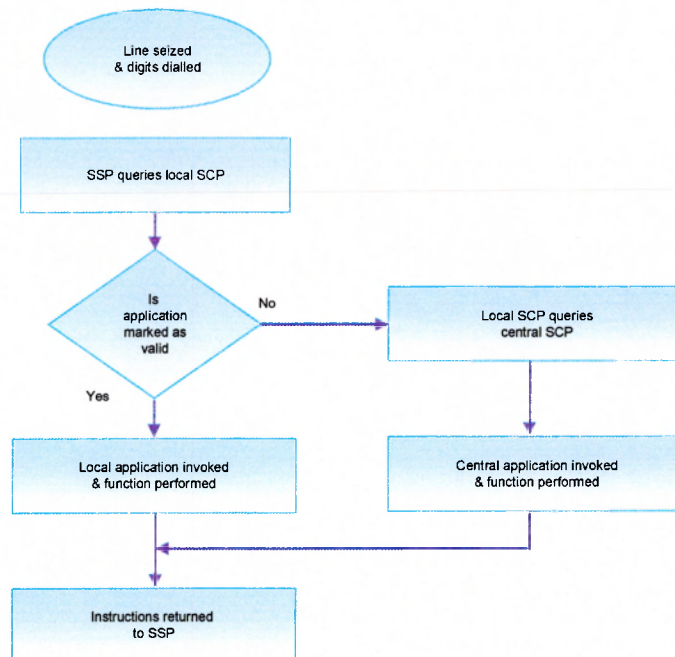 Line seized
& digits dialled
SSP queries local SCP
Is
application
marked as
valid
No
Local SCP queries
central SCP
Yes
Local application invoked
& function performed
Central application invoked
& function performed
Instructions returned
to SSP